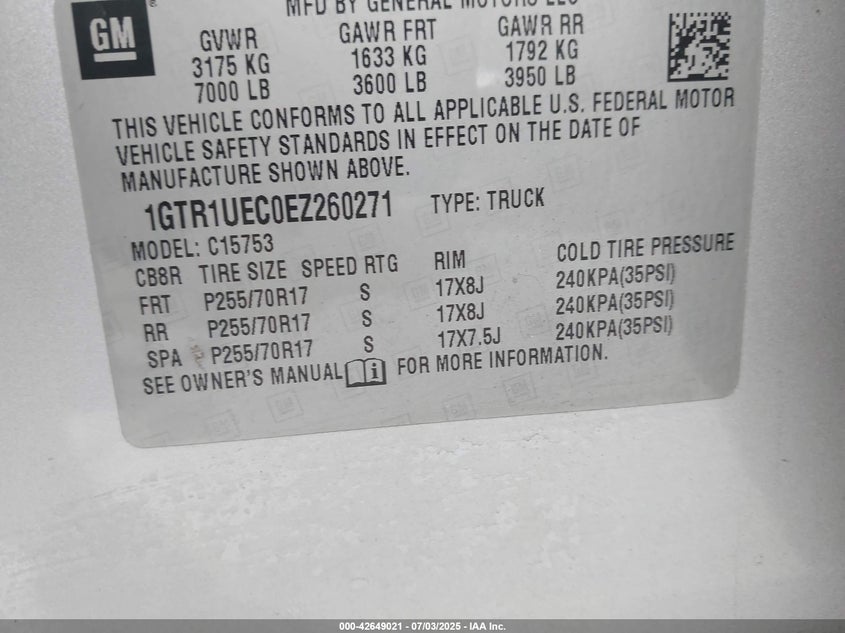 MFD BY GENERAL MOTORS LLC
GM
GVWR GAWR FRT GAWR RR
3175 KG 1633 KG 1792 KG
7000 LB 3600 LB 3950 LB
THIS VEHICLE CONFORMS TO ALL APPLICABLE U.S. FEDERAL MOTOR
VEHICLE SAFETY STANDARDS IN EFFECT ON THE DATE OF
MANUFACTURE SHOWN ABOVE.
1GTR1UEC0EZ260271 TYPE: TRUCK
MODEL: C15753
CB8R TIRE SIZE SPEED RTG RIM COLD TIRE PRESSURE
FRT P255/70R17 S 17X8J 240KPA(35PSI)
RR P255/70R17 S 17X8J 240KPA(35PSI)
SPA P255/70R17 S 17X7.5J 240KPA(35PSI)
SEE OWNER'S MANUAL FOR MORE INFORMATION.
000-42649021 - 07/03/2025 - IAA Inc.